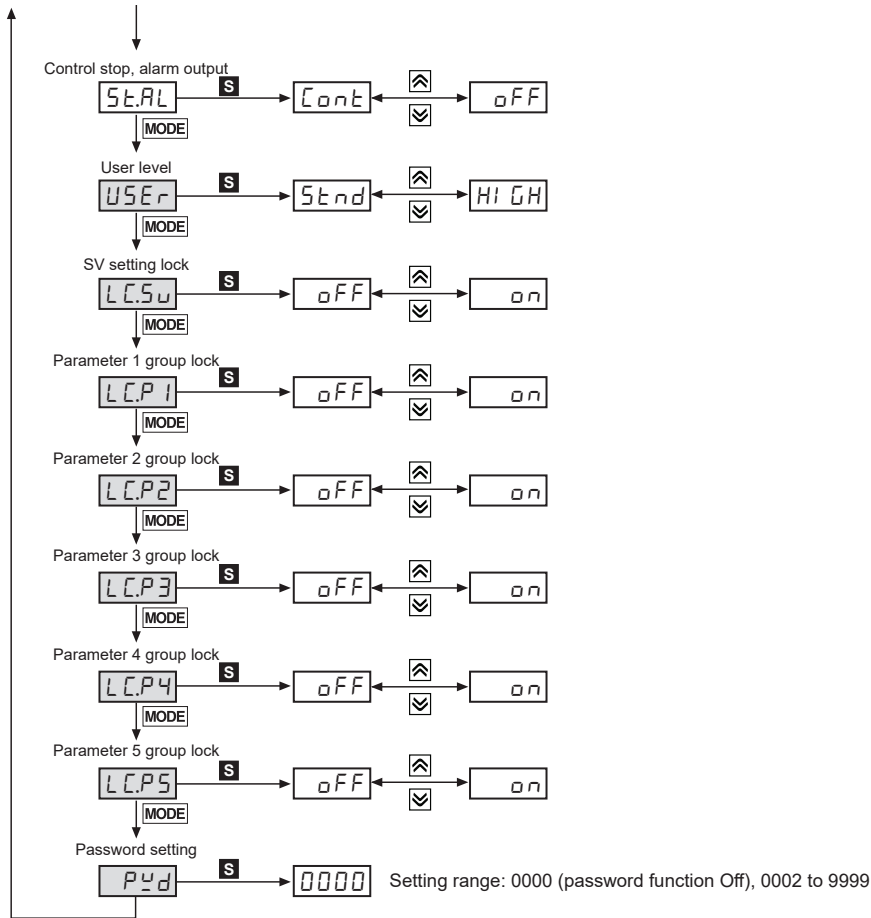 Control stop, alarm output
St.AL S Cont oFF
MODE
User level
USEr S Stnd HIGH
MODE
SV setting lock
LC.Sv S oFF on
MODE
Parameter 1 group lock
LC.P1 S oFF on
MODE
Parameter 2 group lock
LC.P2 S oFF on
MODE
Parameter 3 group lock
LC.P3 S oFF on
MODE
Parameter 4 group lock
LC.P4 S oFF on
MODE
Parameter 5 group lock
LC.P5 S oFF on
MODE
Password setting
PWd S 0000 Setting range: 0000 (password function Off), 0002 to 9999